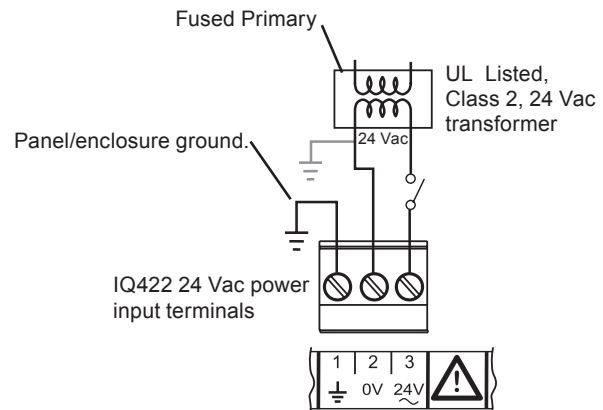 Fused Primary
UL Listed,
Class 2, 24 Vac
transformer
24 Vac
Panel/enclosure ground.
IQ422 24 Vac power
input terminals
1 2 3
0V 24V